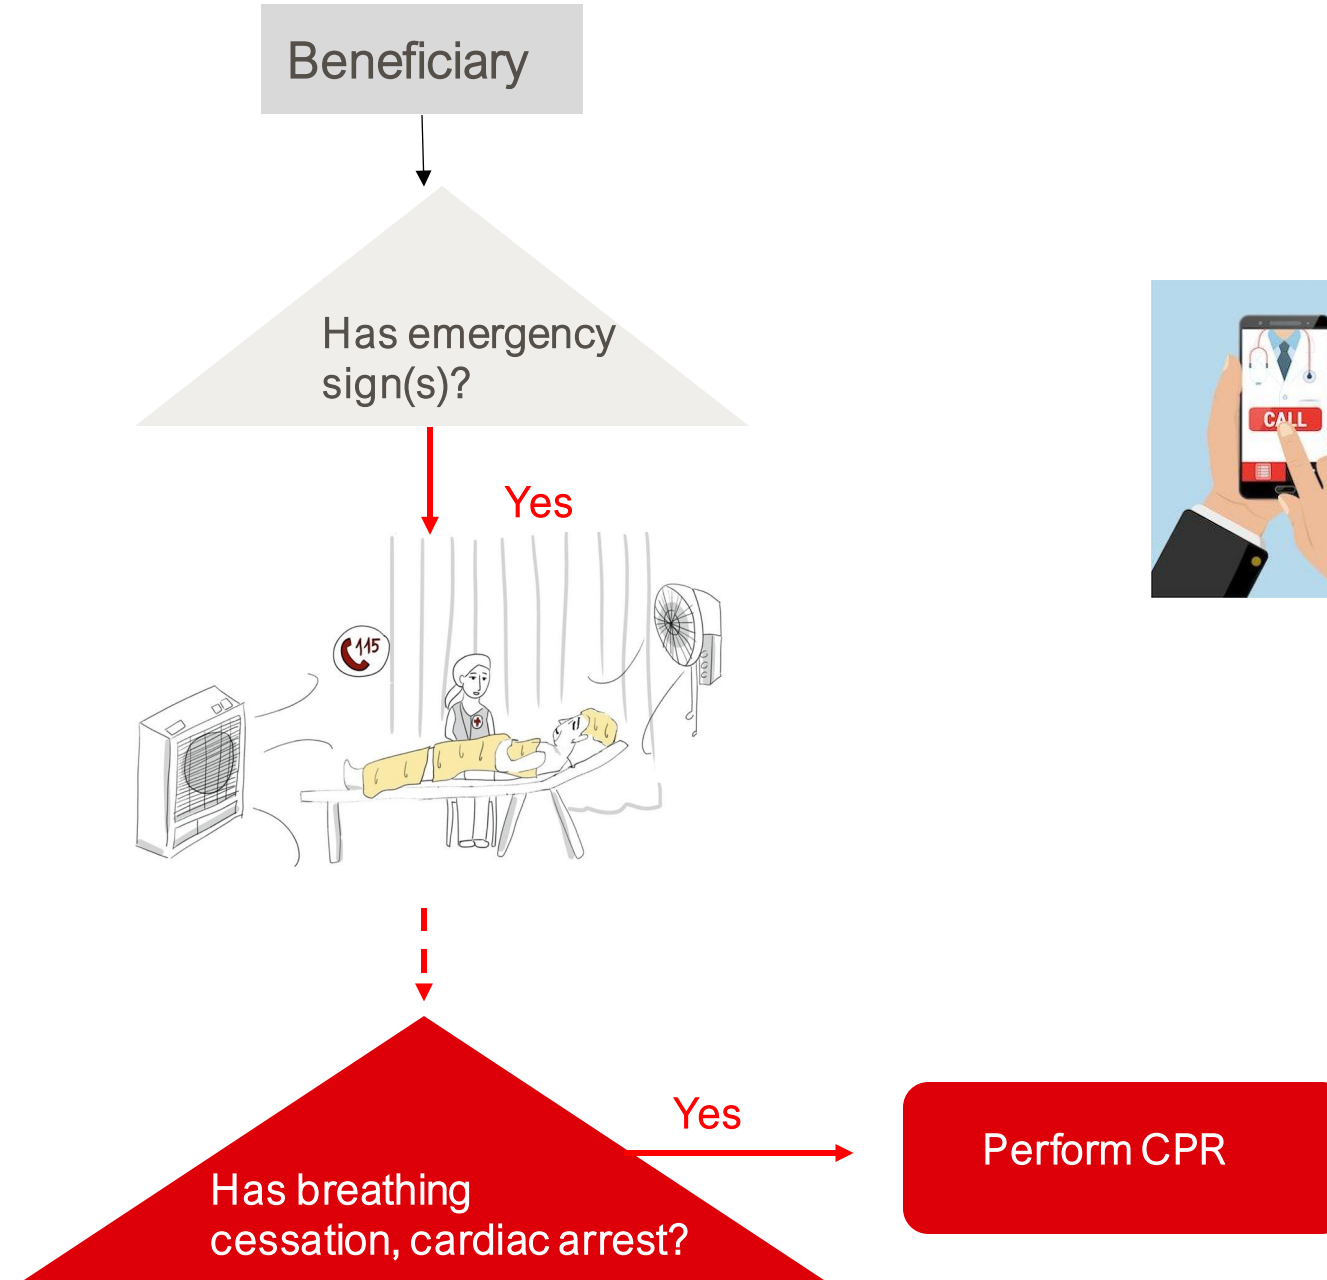 Beneficiary
Has emergency
sign(s)?
CALL
Yes
115
Yes
Perform CPR
Has breathing
cessation, cardiac arrest?